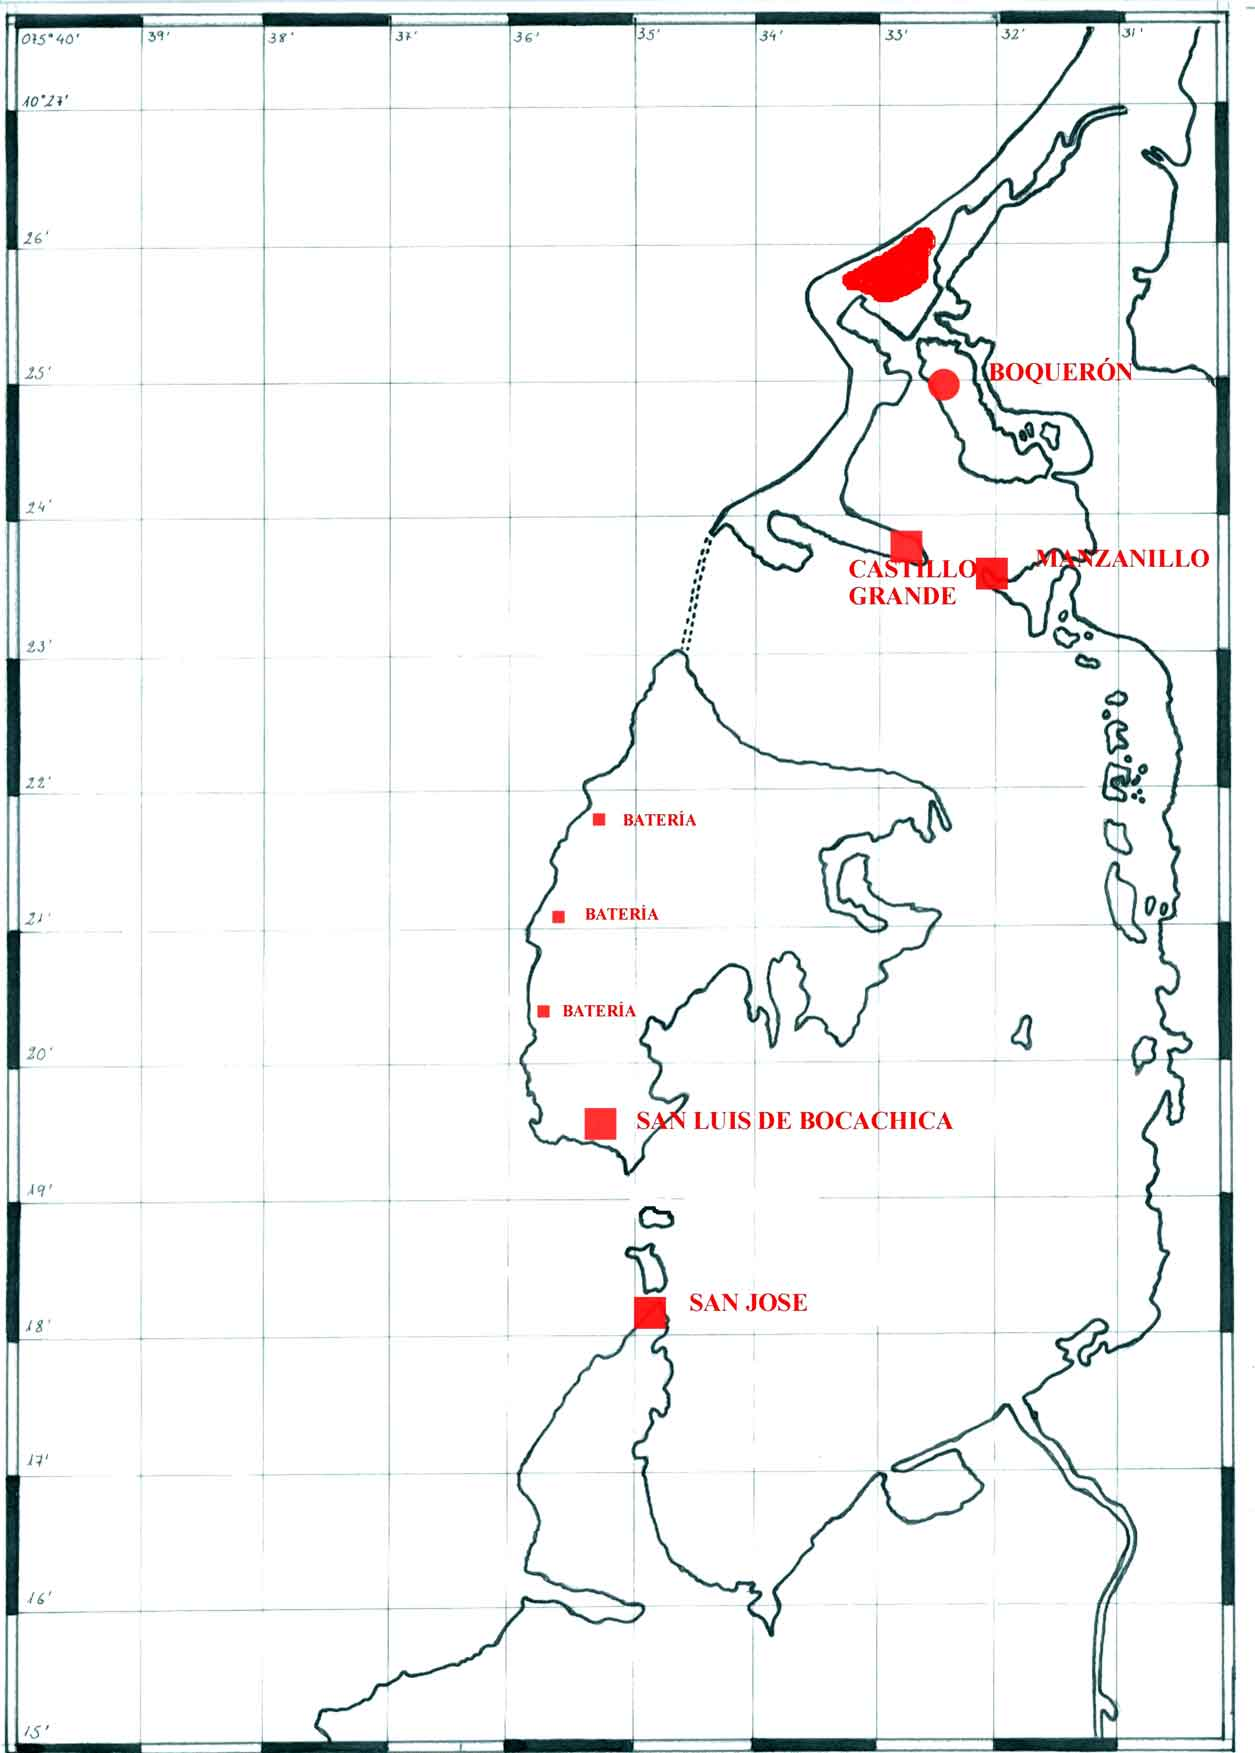 075°40'
39'
38'
37'
36'
35'
34'
33'
32'
31'
10°27'
26'
25'
BOQUERÓN
24'
MANZANILLO
CASTILLO
GRANDE
23'
22'
BATERÍA
21'
BATERÍA
BATERÍA
20'
SAN LUIS DE BOCACHICA
19'
SAN JOSE
18'
17'
16'
15'